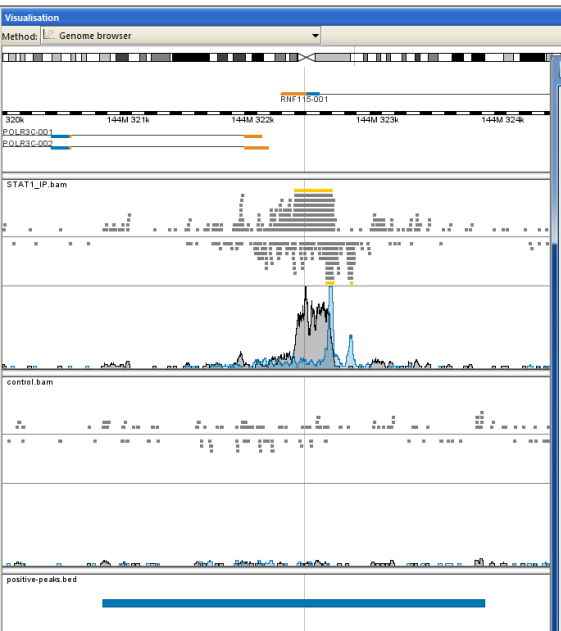 Visualisation
Method: Genome browser
RNF115-001
320k 144M 321k 144M 322k 144M 323k 144M 324k
POLR3C-001
POLR3C-002
STAT1_IP.bam
control.bam
positive-peaks.bed